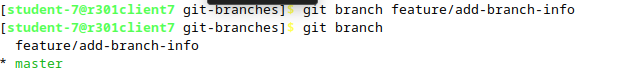 [student-7@r301client7 git-branches]$ git branch feature/add-branch-info
[student-7@r301client7 git-branches]$ git branch
  feature/add-branch-info
* master